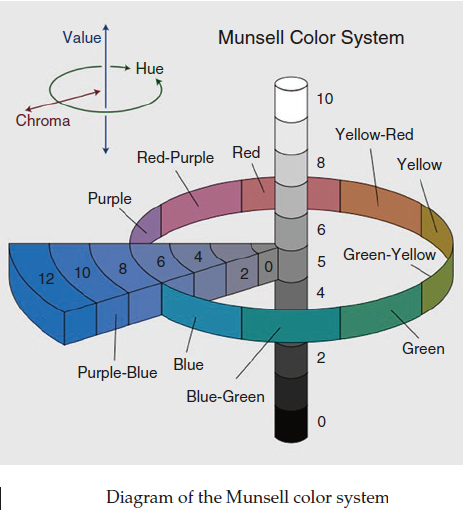 Munsell Color System
Value
Hue
Chroma
10
8
6
5
4
2
0
Yellow-Red
Yellow
Red
Red-Purple
Purple
Green-Yellow
12
10
8
6
4
2
0
Purple-Blue
Blue
Blue-Green
Green
Diagram of the Munsell color system